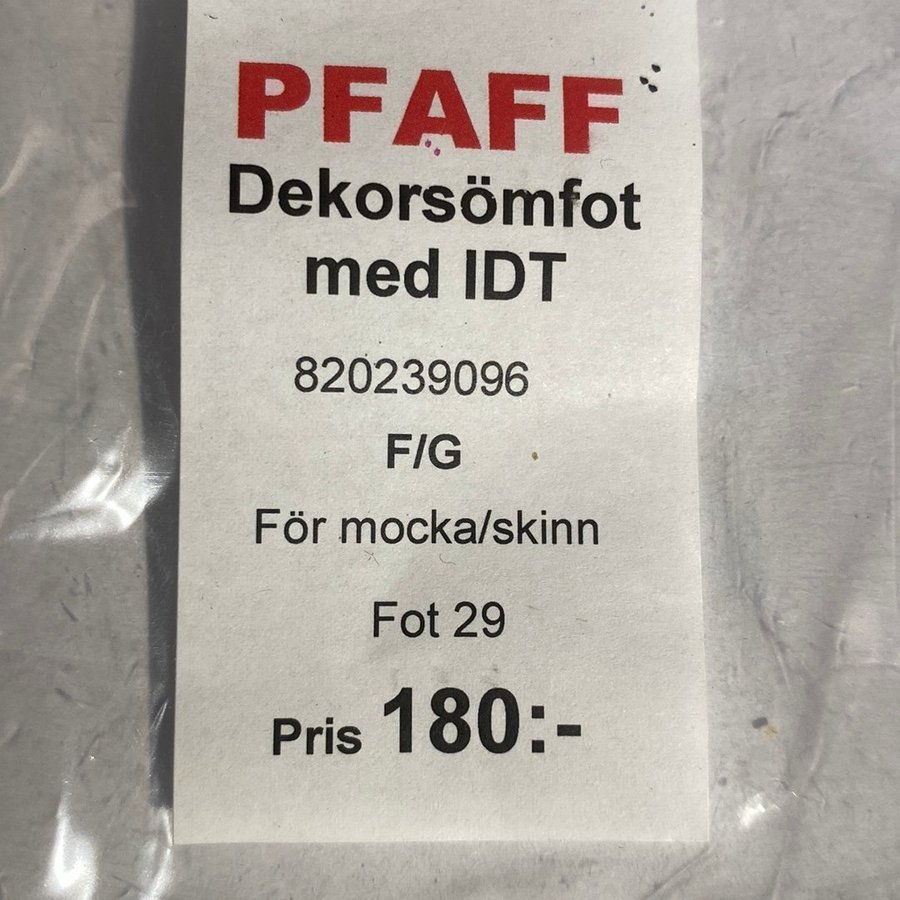 PFAFF
Dekorsömfot
med IDT
820239096
F/G
För mocka/skinn
Fot 29
Pris 180:-